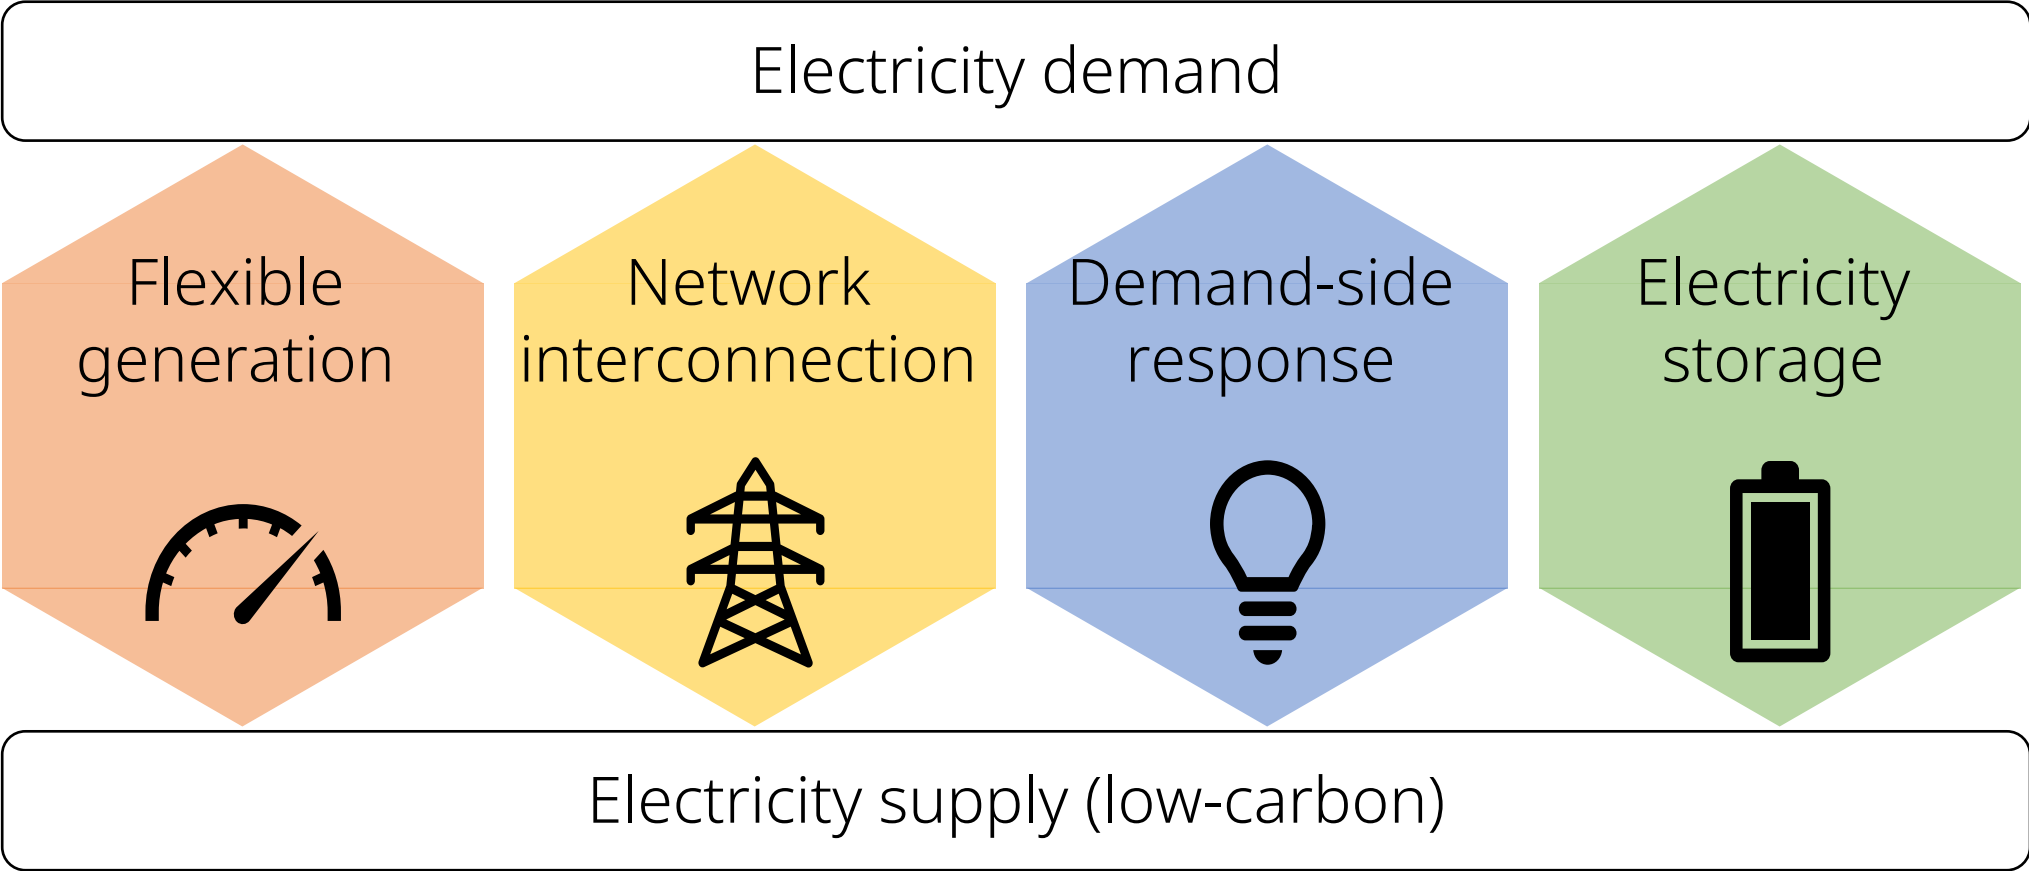 Electricity demand
Flexible
generation
Network
interconnection
Demand-side
response
Electricity
storage
Electricity supply (low-carbon)